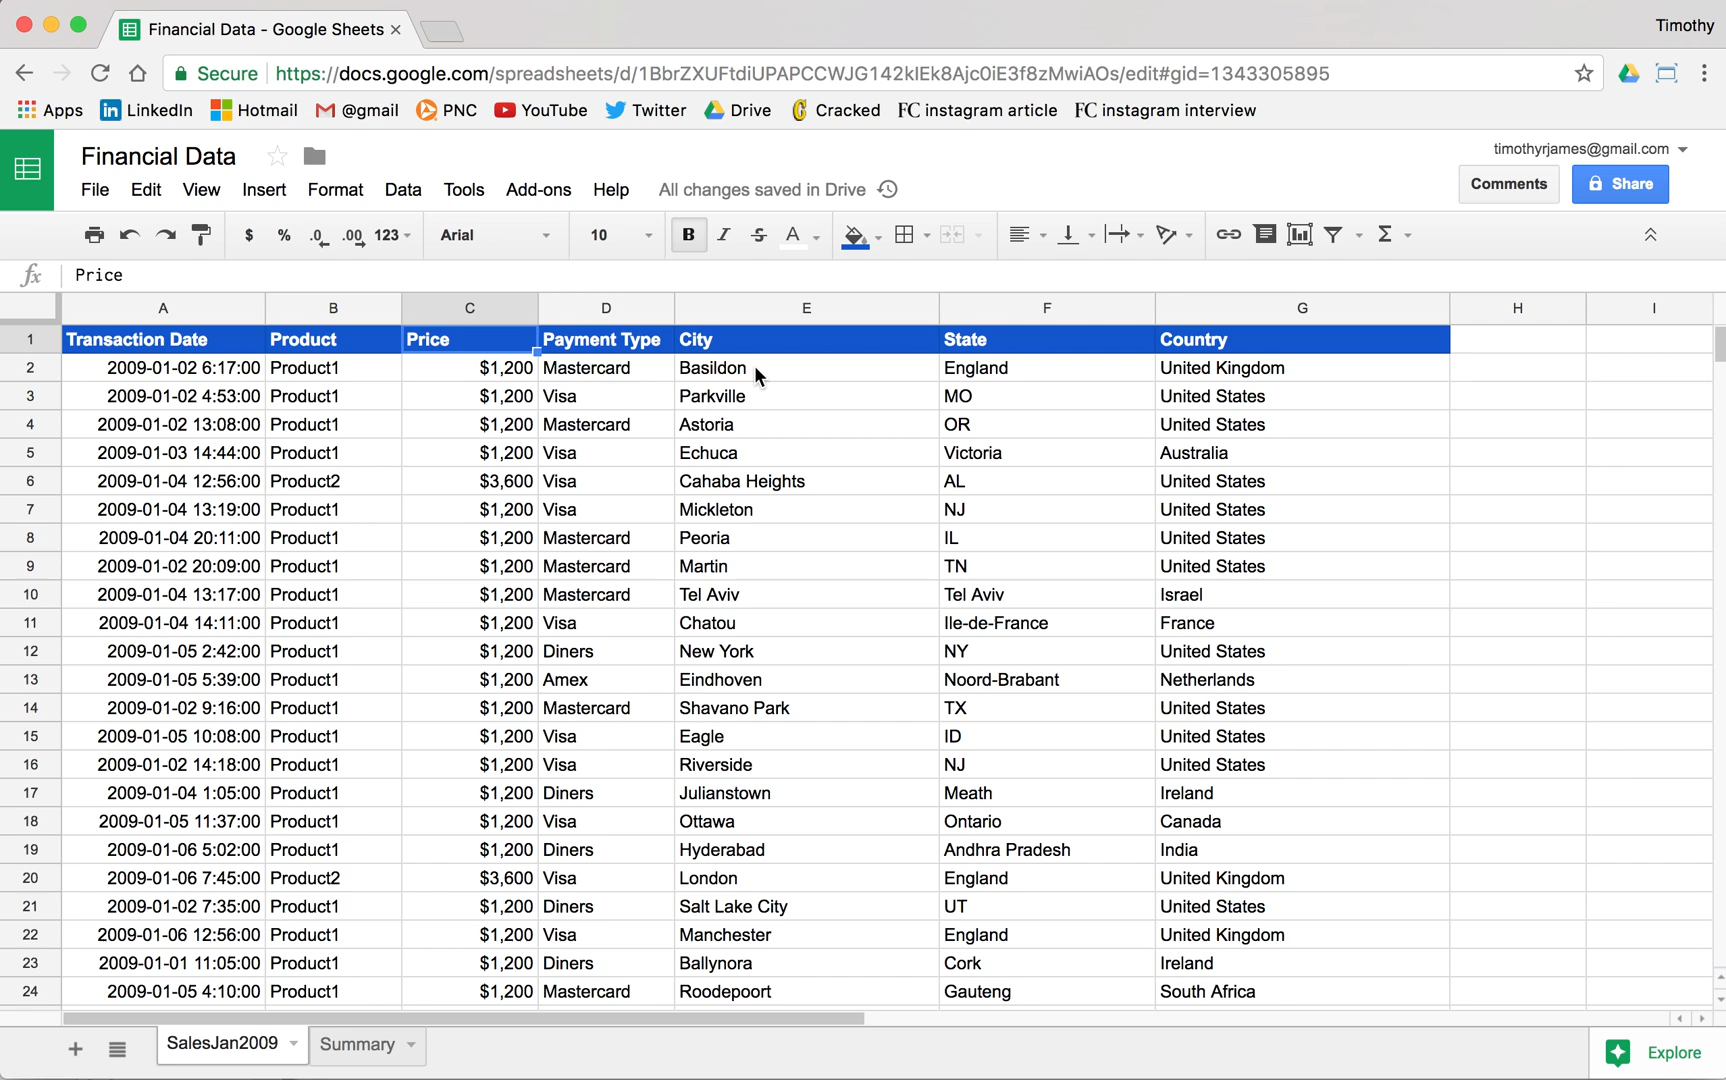 Financial Data - Google Sheets
Timothy
Secure https://docs.google.com/spreadsheets/d/1BbrZXUFtdiUPAPCCWJG142kIEk8Ajc0iE3f8zMwiAOs/edit#gid=1343305895
Apps LinkedIn Hotmail @gmail PNC YouTube Twitter Drive Cracked FC instagram article FC instagram interview
Financial Data
timothyrjames@gmail.com
File Edit View Insert Format Data Tools Add-ons Help All changes saved in Drive
Comments Share
$ % .0 .00 123 Arial 10 B I S A Σ
fx Price
A B C D E F G H I
1 Transaction Date Product Price Payment Type City State Country
2 2009-01-02 6:17:00 Product1 $1,200 Mastercard Basildon England United Kingdom
3 2009-01-02 4:53:00 Product1 $1,200 Visa Parkville MO United States
4 2009-01-02 13:08:00 Product1 $1,200 Mastercard Astoria OR United States
5 2009-01-03 14:44:00 Product1 $1,200 Visa Echuca Victoria Australia
6 2009-01-04 12:56:00 Product2 $3,600 Visa Cahaba Heights AL United States
7 2009-01-04 13:19:00 Product1 $1,200 Visa Mickleton NJ United States
8 2009-01-04 20:11:00 Product1 $1,200 Mastercard Peoria IL United States
9 2009-01-02 20:09:00 Product1 $1,200 Mastercard Martin TN United States
10 2009-01-04 13:17:00 Product1 $1,200 Mastercard Tel Aviv Tel Aviv Israel
11 2009-01-04 14:11:00 Product1 $1,200 Visa Chatou Ile-de-France France
12 2009-01-05 2:42:00 Product1 $1,200 Diners New York NY United States
13 2009-01-05 5:39:00 Product1 $1,200 Amex Eindhoven Noord-Brabant Netherlands
14 2009-01-02 9:16:00 Product1 $1,200 Mastercard Shavano Park TX United States
15 2009-01-05 10:08:00 Product1 $1,200 Visa Eagle ID United States
16 2009-01-02 14:18:00 Product1 $1,200 Visa Riverside NJ United States
17 2009-01-04 1:05:00 Product1 $1,200 Diners Julianstown Meath Ireland
18 2009-01-05 11:37:00 Product1 $1,200 Visa Ottawa Ontario Canada
19 2009-01-06 5:02:00 Product1 $1,200 Diners Hyderabad Andhra Pradesh India
20 2009-01-06 7:45:00 Product2 $3,600 Visa London England United Kingdom
21 2009-01-02 7:35:00 Product1 $1,200 Diners Salt Lake City UT United States
22 2009-01-06 12:56:00 Product1 $1,200 Visa Manchester England United Kingdom
23 2009-01-01 11:05:00 Product1 $1,200 Diners Ballynora Cork Ireland
24 2009-01-05 4:10:00 Product1 $1,200 Mastercard Roodepoort Gauteng South Africa
SalesJan2009 Summary Explore